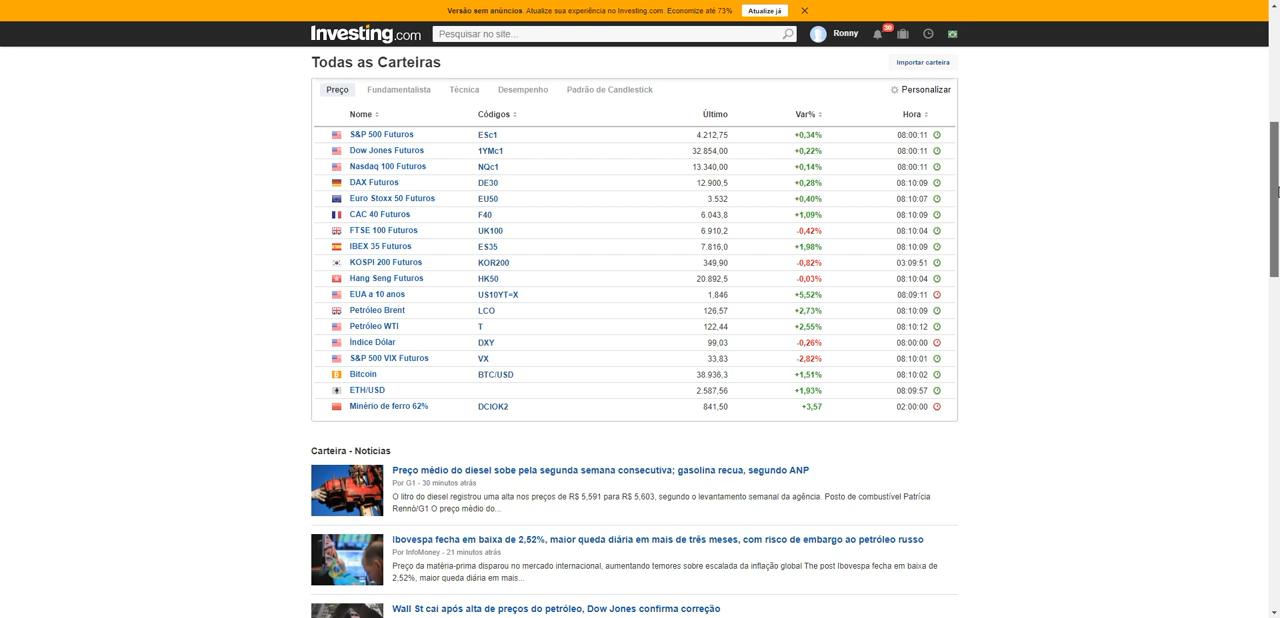 Versão sem anúncios. Atualize sua experiência no Investing.com. Economize até 73% Atualize já
Investing.com Pesquisar no site... Ronny 30
Todas as Carteiras Importar carteira
Preço Fundamentalista Técnica Desempenho Padrão de Candlestick Personalizar
Nome Códigos Último Var% Hora
S&P 500 Futuros ESc1 4.212,75 +0,34% 08:00:11
Dow Jones Futuros 1YMc1 32.854,00 +0,22% 08:00:11
Nasdaq 100 Futuros NQc1 13.340,00 +0,14% 08:00:11
DAX Futuros DE30 12.900,5 +0,28% 08:10:09
Euro Stoxx 50 Futuros EU50 3.532 +0,40% 08:10:07
CAC 40 Futuros F40 6.043,8 +1,09% 08:10:09
FTSE 100 Futuros UK100 6.910,2 -0,42% 08:10:04
IBEX 35 Futuros ES35 7.816,0 +1,98% 08:10:09
KOSPI 200 Futuros KOR200 349,90 -0,82% 03:09:51
Hang Seng Futuros HK50 20.892,5 -0,03% 08:10:04
EUA a 10 anos US10YT=X 1,846 +5,52% 08:09:11
Petróleo Brent LCO 126,57 +2,73% 08:10:09
Petróleo WTI T 122,44 +2,55% 08:10:12
Índice Dólar DXY 99,03 -0,26% 08:00:00
S&P 500 VIX Futuros VX 33,83 -2,82% 08:10:01
Bitcoin BTC/USD 38.936,3 +1,51% 08:10:02
ETH/USD 2.587,56 +1,93% 08:09:57
Minério de ferro 62% DCIOK2 841,50 +3,57 02:00:00
Carteira - Notícias
Preço médio do diesel sobe pela segunda semana consecutiva; gasolina recua, segundo ANP
Por G1 - 30 minutos atrás
O litro do diesel registrou uma alta nos preços de R$ 5,591 para R$ 5,603, segundo o levantamento semanal da agência. Posto de combustível Patrícia
Rennó/G1 O preço médio do...
Ibovespa fecha em baixa de 2,52%, maior queda diária em mais de três meses, com risco de embargo ao petróleo russo
Por InfoMoney - 21 minutos atrás
Preço da matéria-prima disparou no mercado internacional, aumentando temores sobre escalada da inflação global The post Ibovespa fecha em baixa de
2,52%, maior queda diária em mais...
Wall St cai após alta de preços do petróleo, Dow Jones confirma correção